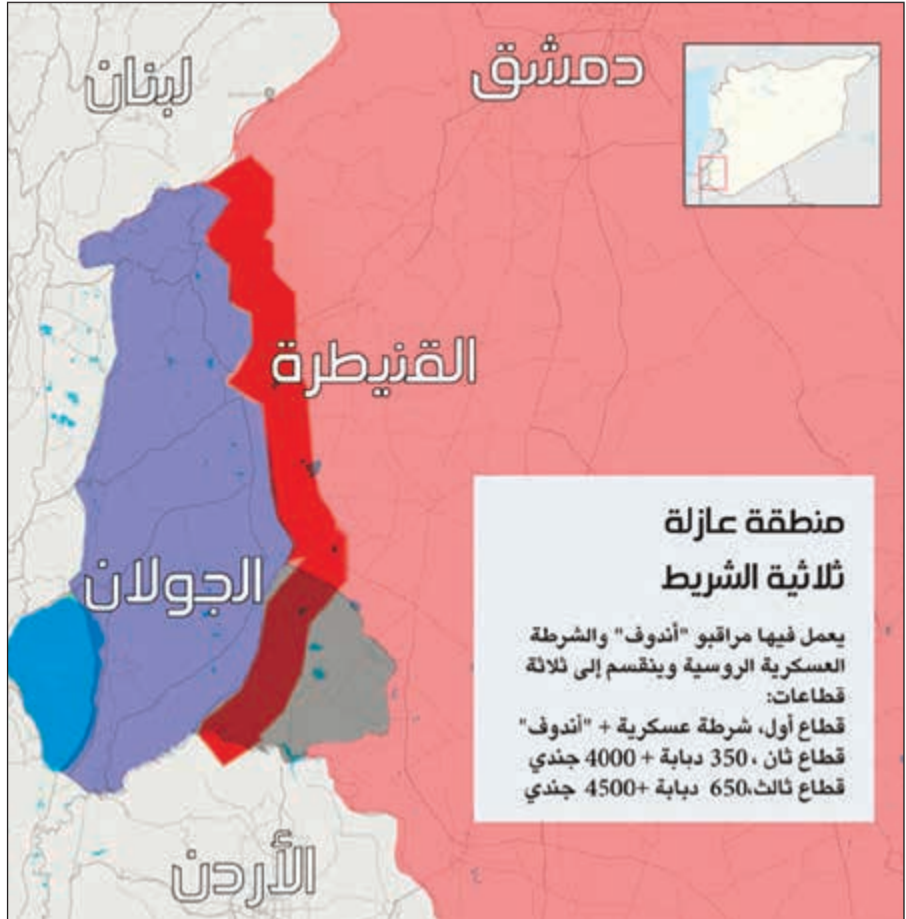 لبنان
دمشق
القنيطرة
الجولان
الأردن
منطقة عازلة
ثلاثية الشريط
يعمل فيها مراقبو "أندوف" والشرطة
العسكرية الروسية وينقسم إلى ثلاثة
قطاعات:
قطاع أول، شرطة عسكرية + "أندوف"
قطاع ثان ، 350 دبابة + 4000 جندي
قطاع ثالث،650 دبابة +4500 جندي